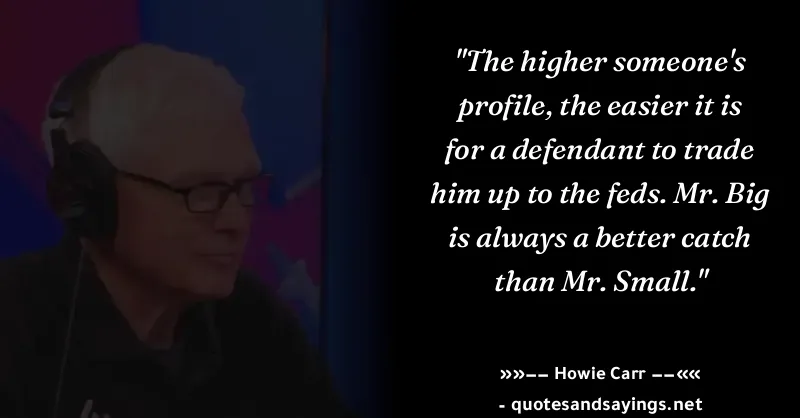 "The higher someone's
profile, the easier it is
for a defendant to trade
him up to the feds. Mr. Big
is always a better catch
than Mr. Small."
»»−− Howie Carr −−««
- quotesandsayings.net